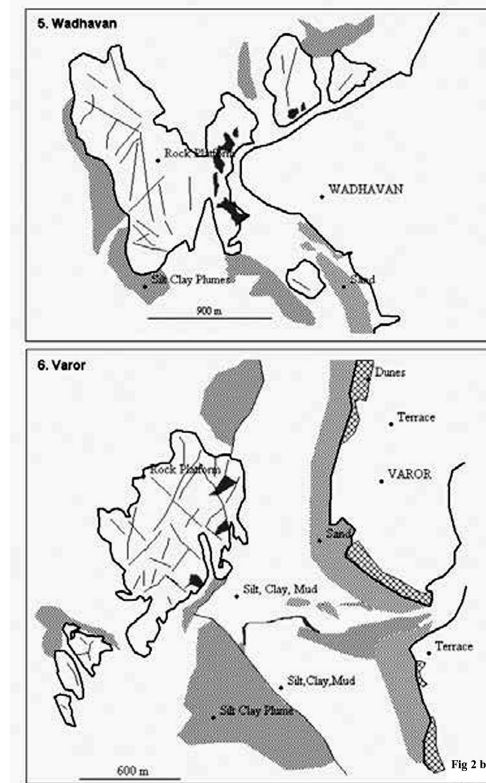 5. Wadhavan
Rock Platform
WADHAVAN
Silt Clay Plumes
Sand
900 m
6. Varor
Dunes
Terrace
Rock Platform
VAROR
Sand
Silt, Clay, Mud
Terrace
Silt,Clay,Mud
Silt Clay Plume
600 m
Fig 2 b